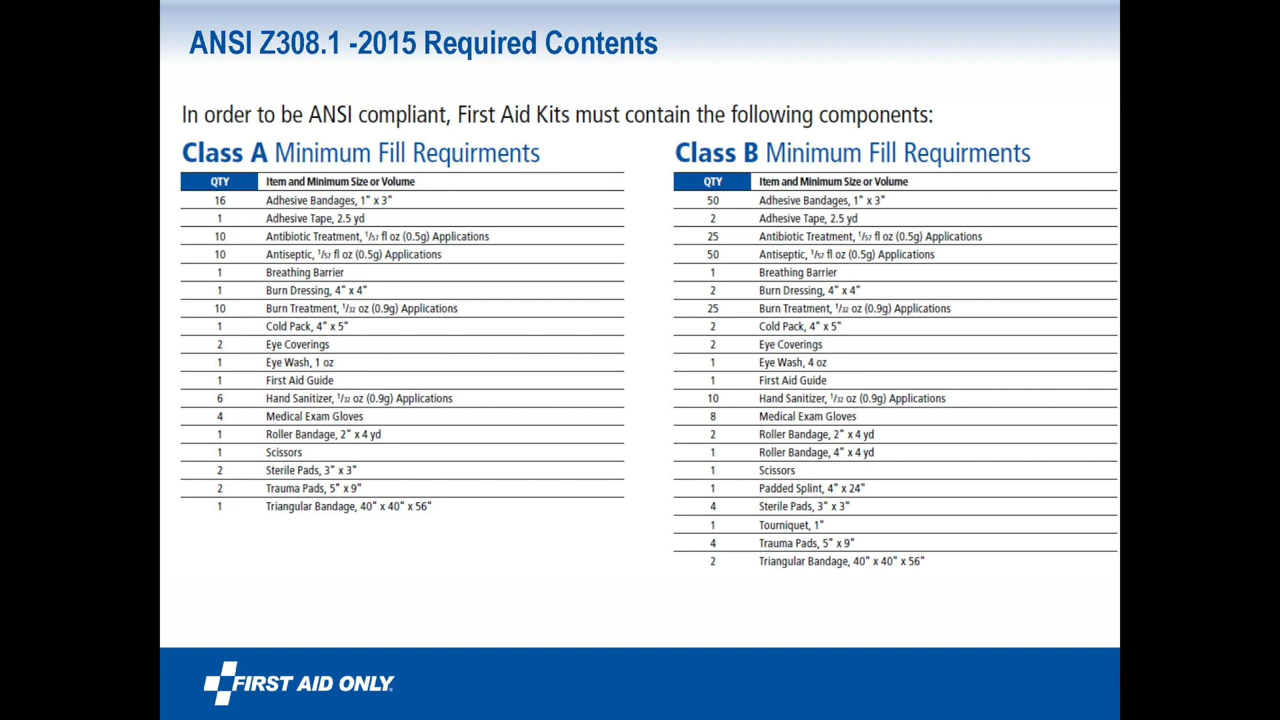 ANSI Z308.1 -2015 Required Contents
In order to be ANSI compliant, First Aid Kits must contain the following components:
Class A Minimum Fill Requirments
QTY Item and Minimum Size or Volume
16 Adhesive Bandages, 1" x 3"
1 Adhesive Tape, 2.5 yd
10 Antibiotic Treatment, 1/57 fl oz (0.5g) Applications
10 Antiseptic, 1/57 fl oz (0.5g) Applications
1 Breathing Barrier
1 Burn Dressing, 4" x 4"
10 Burn Treatment, 1/32 oz (0.9g) Applications
1 Cold Pack, 4" x 5"
2 Eye Coverings
1 Eye Wash, 1 oz
1 First Aid Guide
6 Hand Sanitizer, 1/32 oz (0.9g) Applications
4 Medical Exam Gloves
1 Roller Bandage, 2" x 4 yd
1 Scissors
2 Sterile Pads, 3" x 3"
2 Trauma Pads, 5" x 9"
1 Triangular Bandage, 40" x 40" x 56"
Class B Minimum Fill Requirments
QTY Item and Minimum Size or Volume
50 Adhesive Bandages, 1" x 3"
2 Adhesive Tape, 2.5 yd
25 Antibiotic Treatment, 1/57 fl oz (0.5g) Applications
50 Antiseptic, 1/57 fl oz (0.5g) Applications
1 Breathing Barrier
2 Burn Dressing, 4" x 4"
25 Burn Treatment, 1/32 oz (0.9g) Applications
2 Cold Pack, 4" x 5"
2 Eye Coverings
1 Eye Wash, 4 oz
1 First Aid Guide
10 Hand Sanitizer, 1/32 oz (0.9g) Applications
8 Medical Exam Gloves
2 Roller Bandage, 2" x 4 yd
1 Roller Bandage, 4" x 4 yd
1 Scissors
1 Padded Splint, 4" x 24"
4 Sterile Pads, 3" x 3"
1 Tourniquet, 1"
4 Trauma Pads, 5" x 9"
2 Triangular Bandage, 40" x 40" x 56"
FIRST AID ONLY